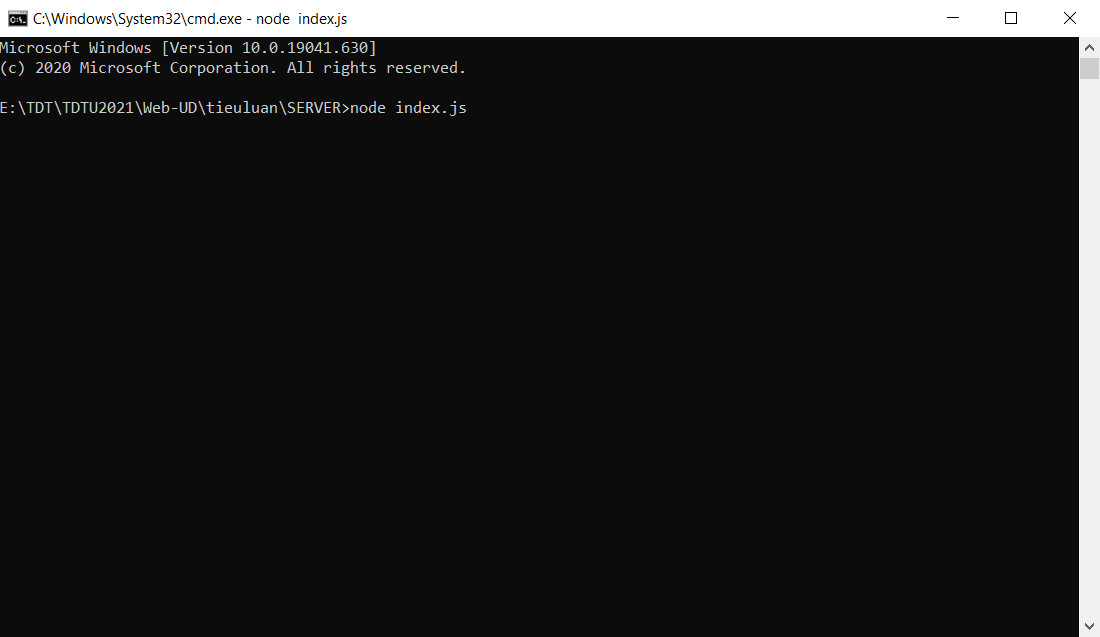 C:\Windows\System32\cmd.exe - node  index.js
Microsoft Windows [Version 10.0.19041.630]
(c) 2020 Microsoft Corporation. All rights reserved.
E:\TDT\TDTU2021\Web-UD\tieuluan\SERVER>node index.js